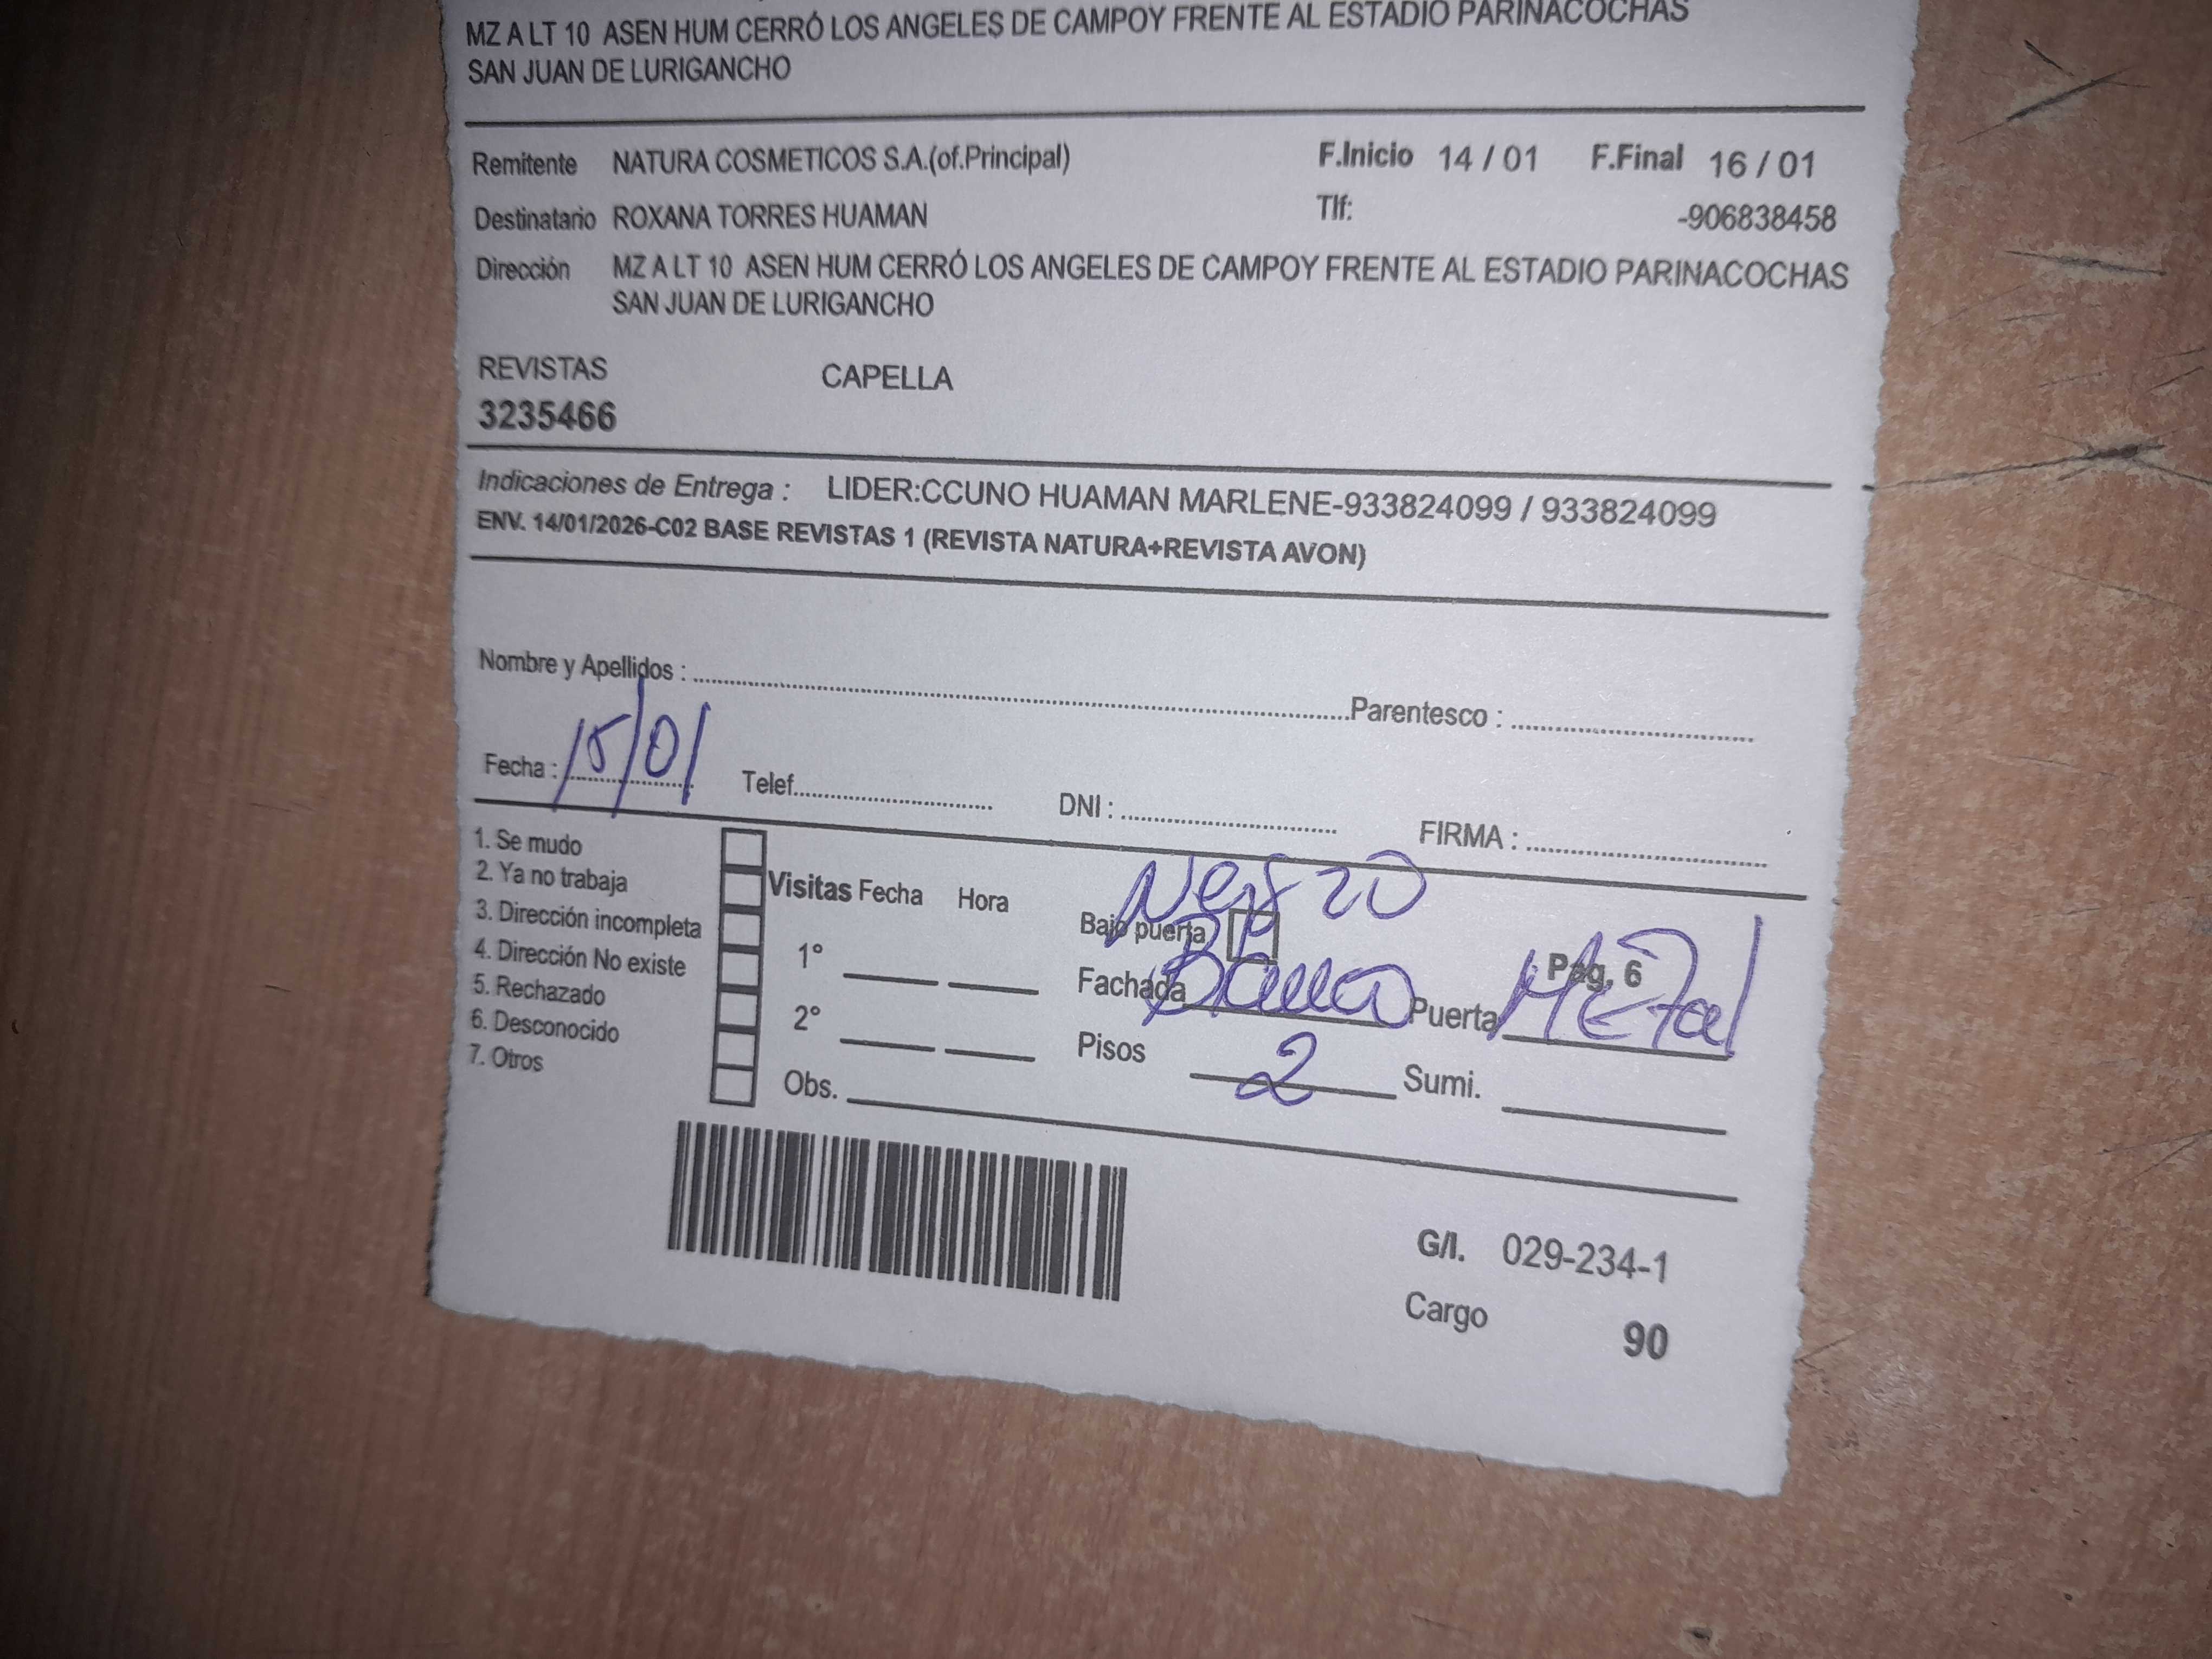 MZ A LT 10 ASEN HUM CERRÓ LOS ANGELES DE CAMPOY FRENTE AL ESTADIO PARINACOCHAS
SAN JUAN DE LURIGANCHO
Remitente NATURA COSMETICOS S.A.(of.Principal) F.Inicio 14 / 01 F.Final 16 / 01
Destinatario ROXANA TORRES HUAMAN Tlf: -906838458
Dirección MZ A LT 10 ASEN HUM CERRÓ LOS ANGELES DE CAMPOY FRENTE AL ESTADIO PARINACOCHAS
SAN JUAN DE LURIGANCHO
REVISTAS CAPELLA
3235466
Indicaciones de Entrega : LIDER:CCUNO HUAMAN MARLENE-933824099 / 933824099
ENV. 14/01/2026-C02 BASE REVISTAS 1 (REVISTA NATURA+REVISTA AVON)
Nombre y Apellidos : Parentesco :
Fecha : 15/01 Telef. DNI : FIRMA :
1. Se mudo
2. Ya no trabaja
3. Dirección incompleta
4. Dirección No existe
5. Rechazado
6. Desconocido
7. Otros
Visitas Fecha Hora
1°
2°
Obs.
Bajo puerta Pag, 6
Fachada Puerta Metal
Pisos 2 Sumi.
G/I. 029-234-1
Cargo 90